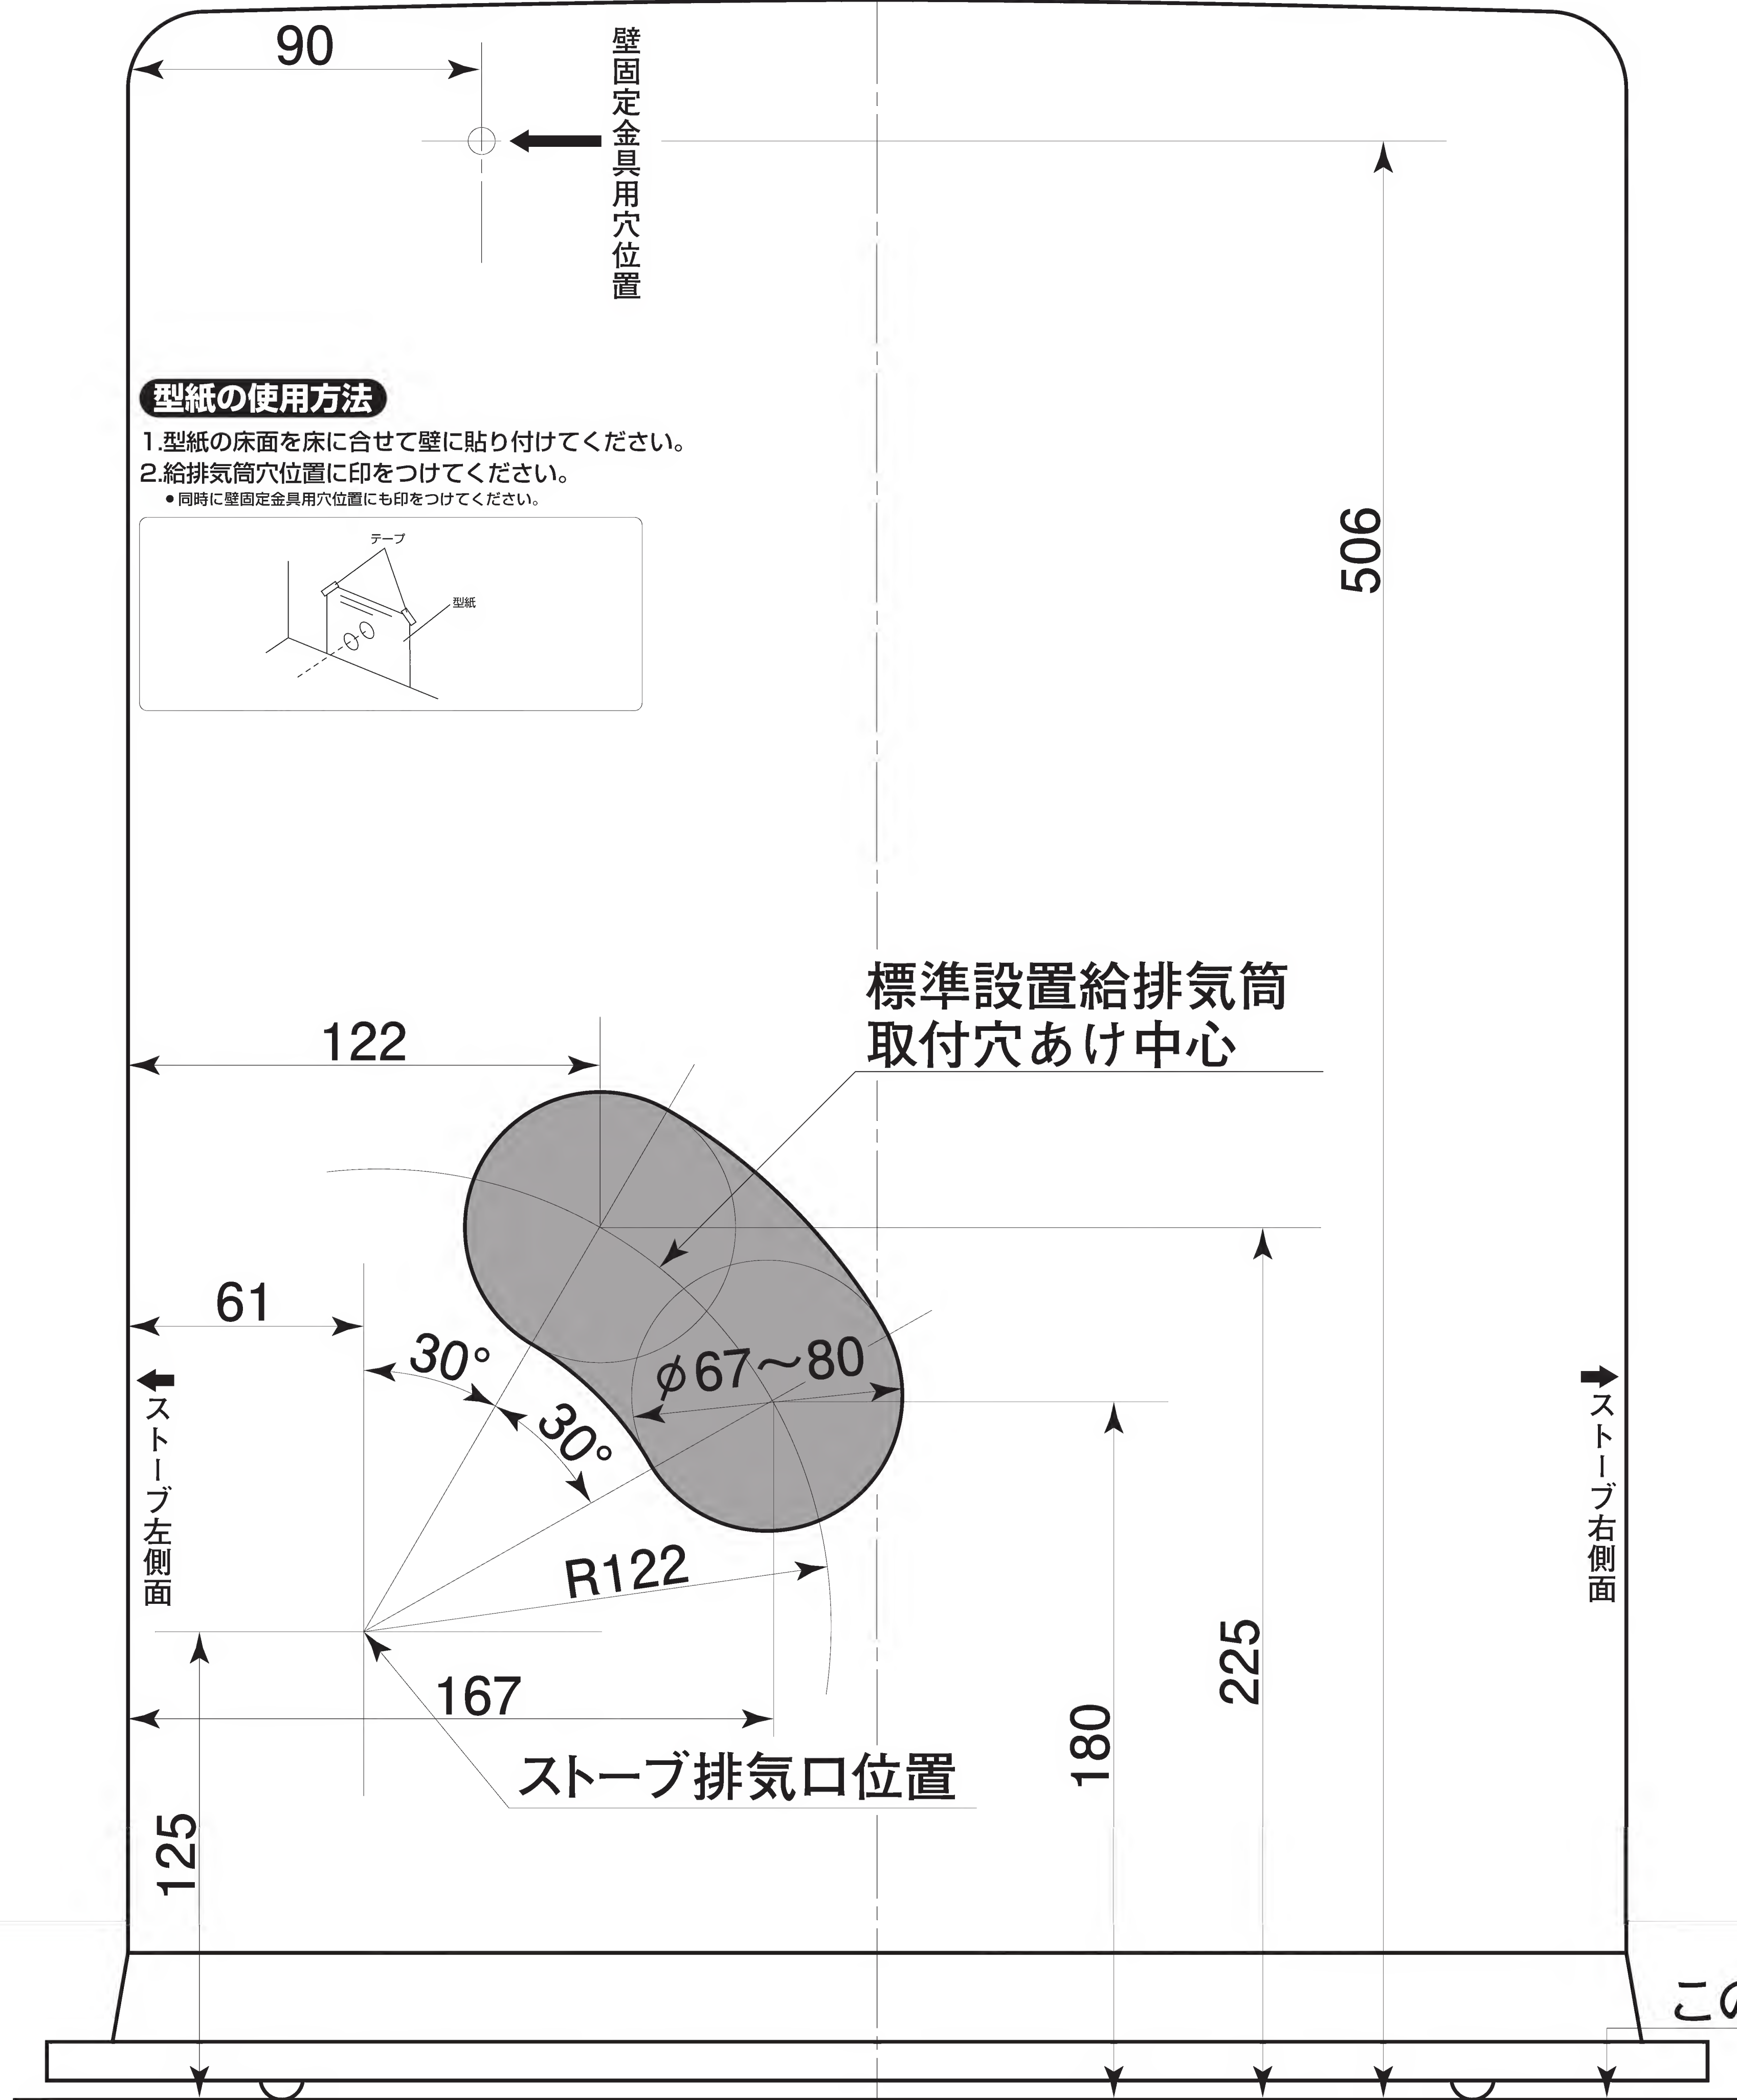 90
壁固定金具用穴位置
型紙の使用方法
1.型紙の床面を床に合せて壁に貼り付けてください。
2.給排気筒穴位置に印をつけてください。
●同時に壁固定金具用穴位置にも印をつけてください。
テープ
型紙
506
標準設置給排気筒
取付穴あけ中心
122
61
30°
30°
φ67〜80
ストーブ左側面
ストーブ右側面
R122
225
167
180
ストーブ排気口位置
125
この